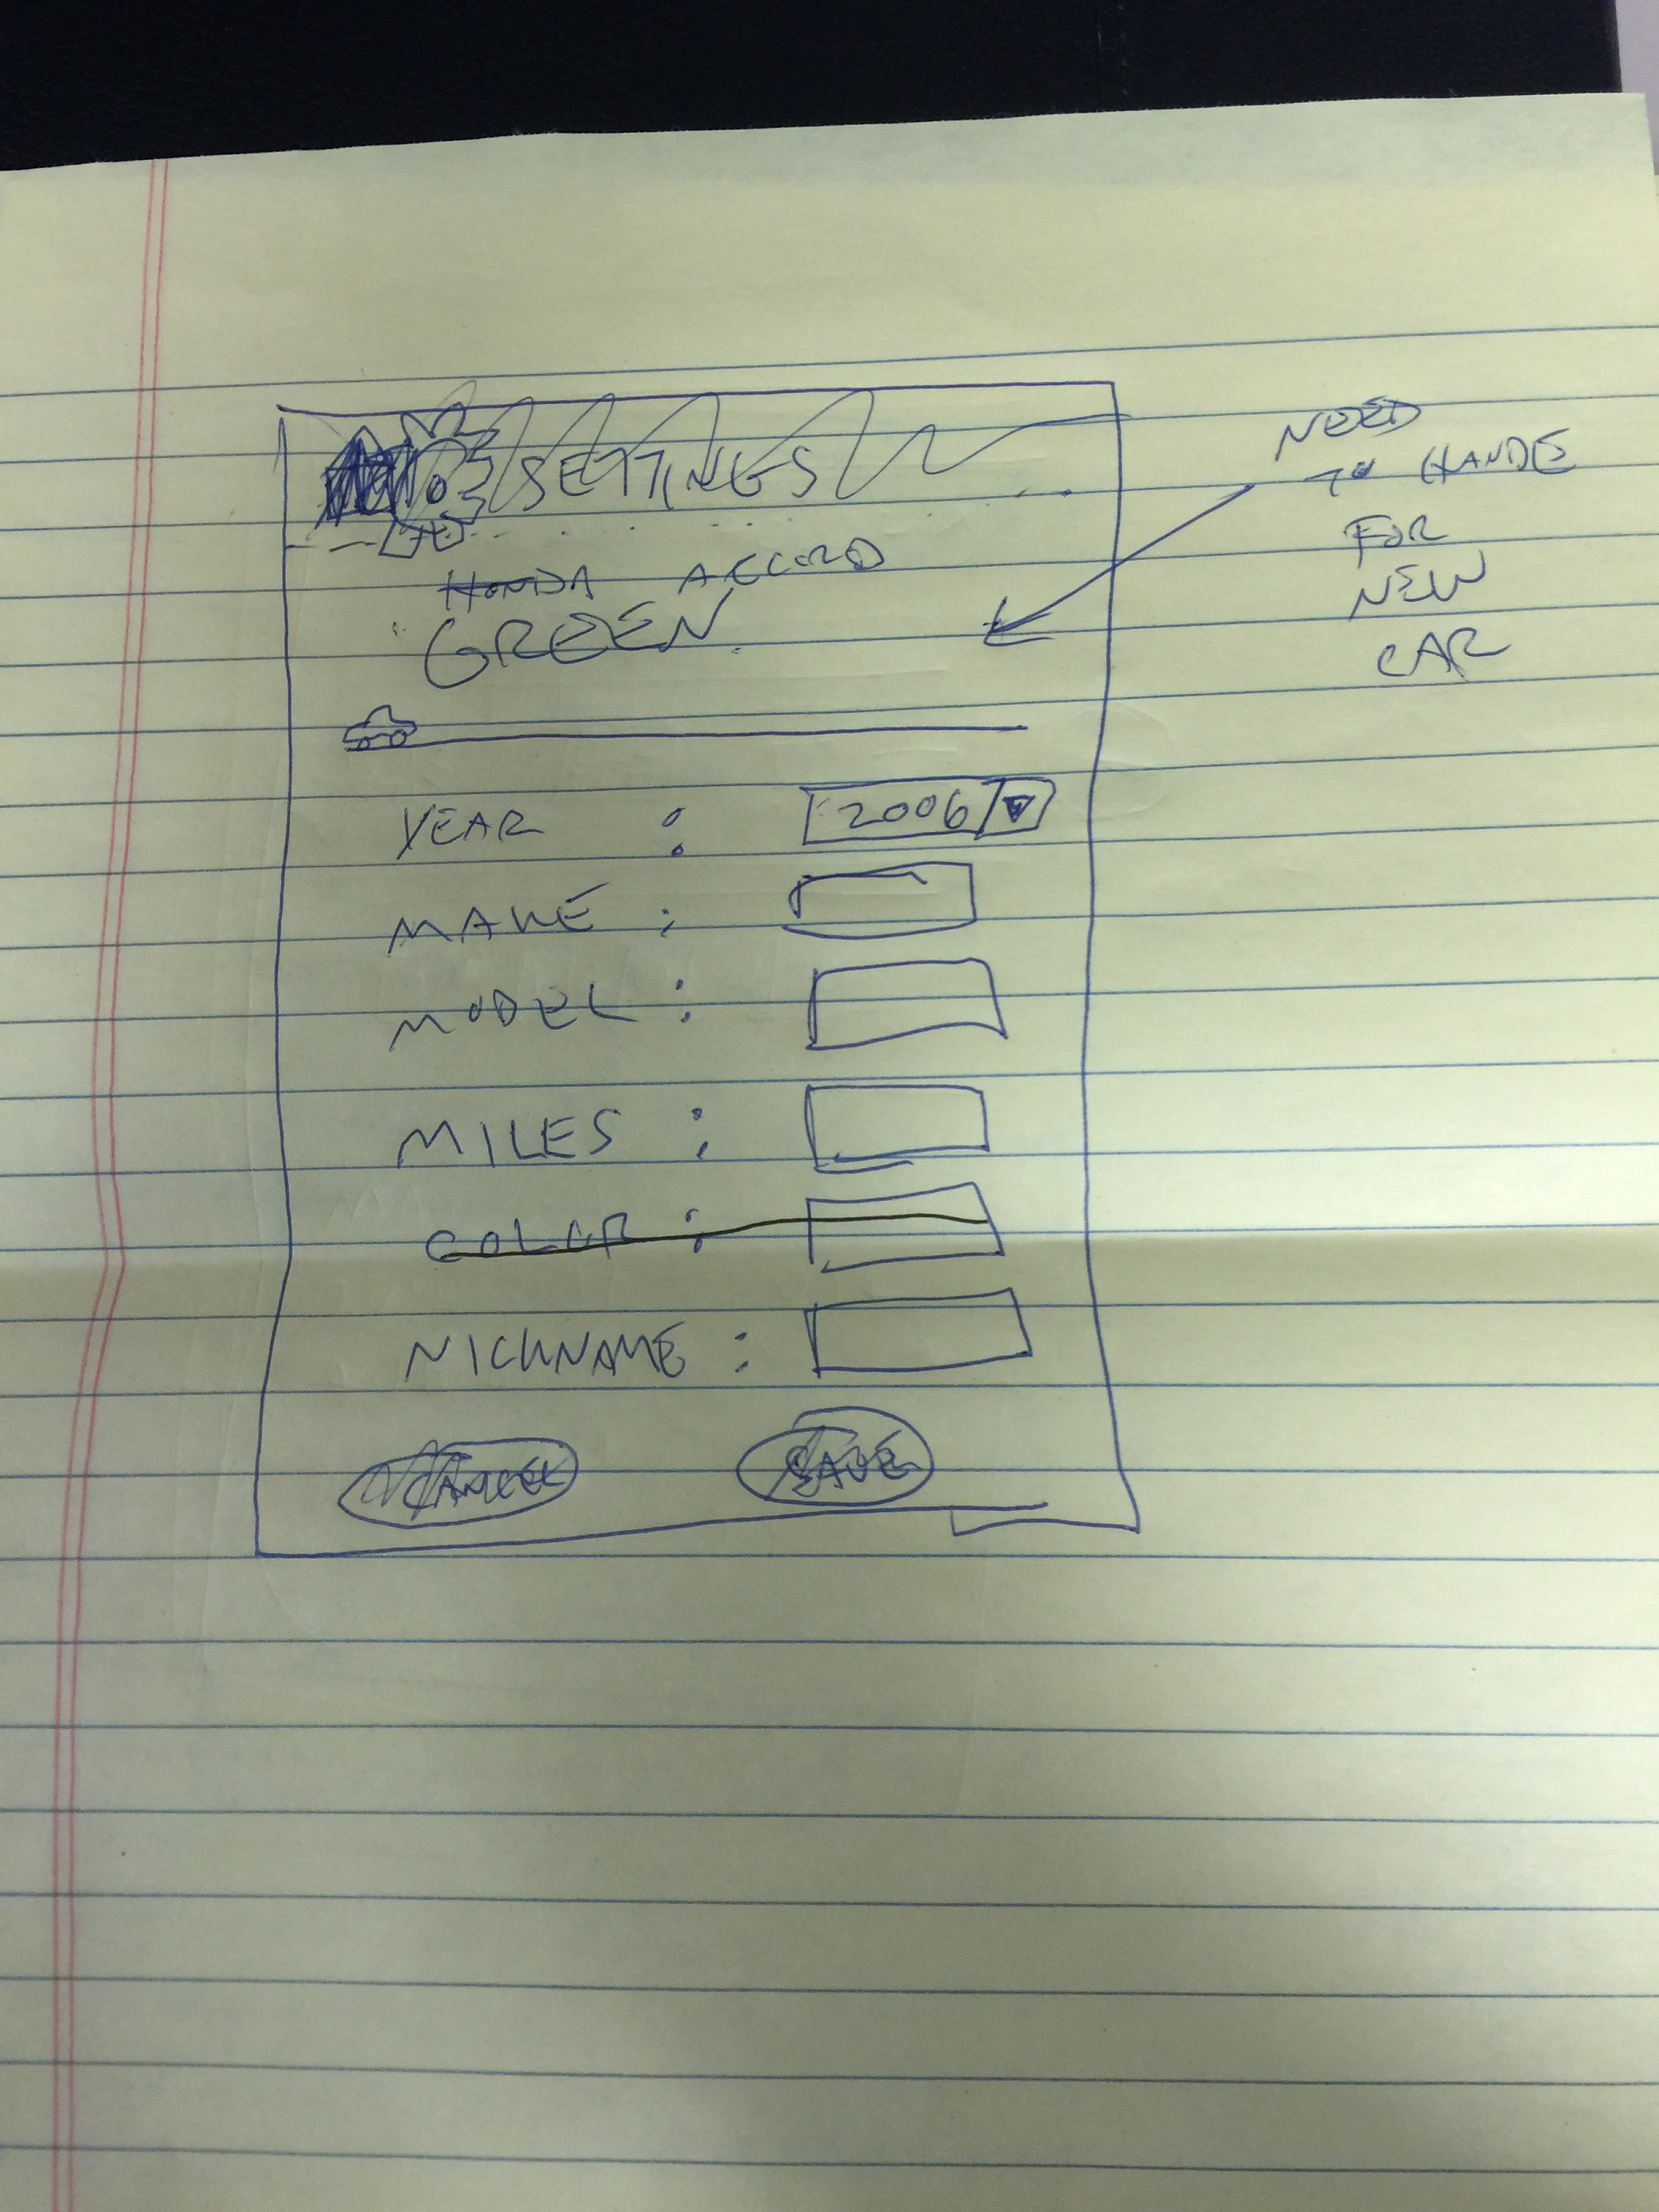 SETTINGS
HONDA ACCORD
GREEN
NEED
TO HANDE
FOR
NEW
CAR
YEAR : 2006
MAKE :
MODEL :
MILES :
COLOR :
NICKNAME :
CANCEL SAVE